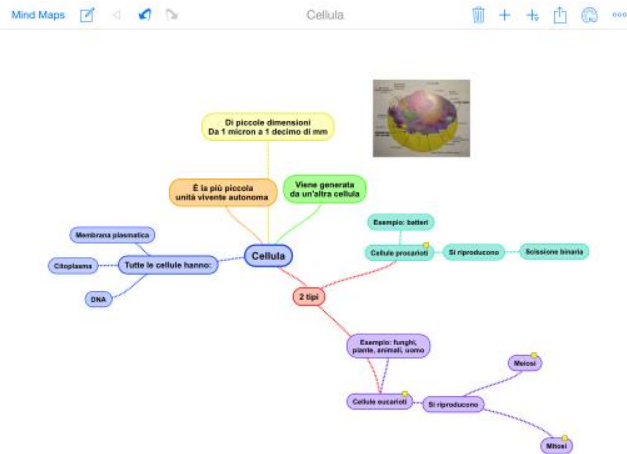 Mind Maps
Cellula
Di piccole dimensioni
Da 1 micron a 1 decimo di mm
È la più piccola
unità vivente autonoma
Viene generata
da un'altra cellula
Membrana plasmatica
Citoplasma
Tutte le cellule hanno:
DNA
Cellula
2 tipi
Esempio: batteri
Cellule procarioti
Si riproducono
Scissione binaria
Esempio: funghi,
piante, animali, uomo
Cellule eucarioti
Si riproducono
Meiosi
Mitosi